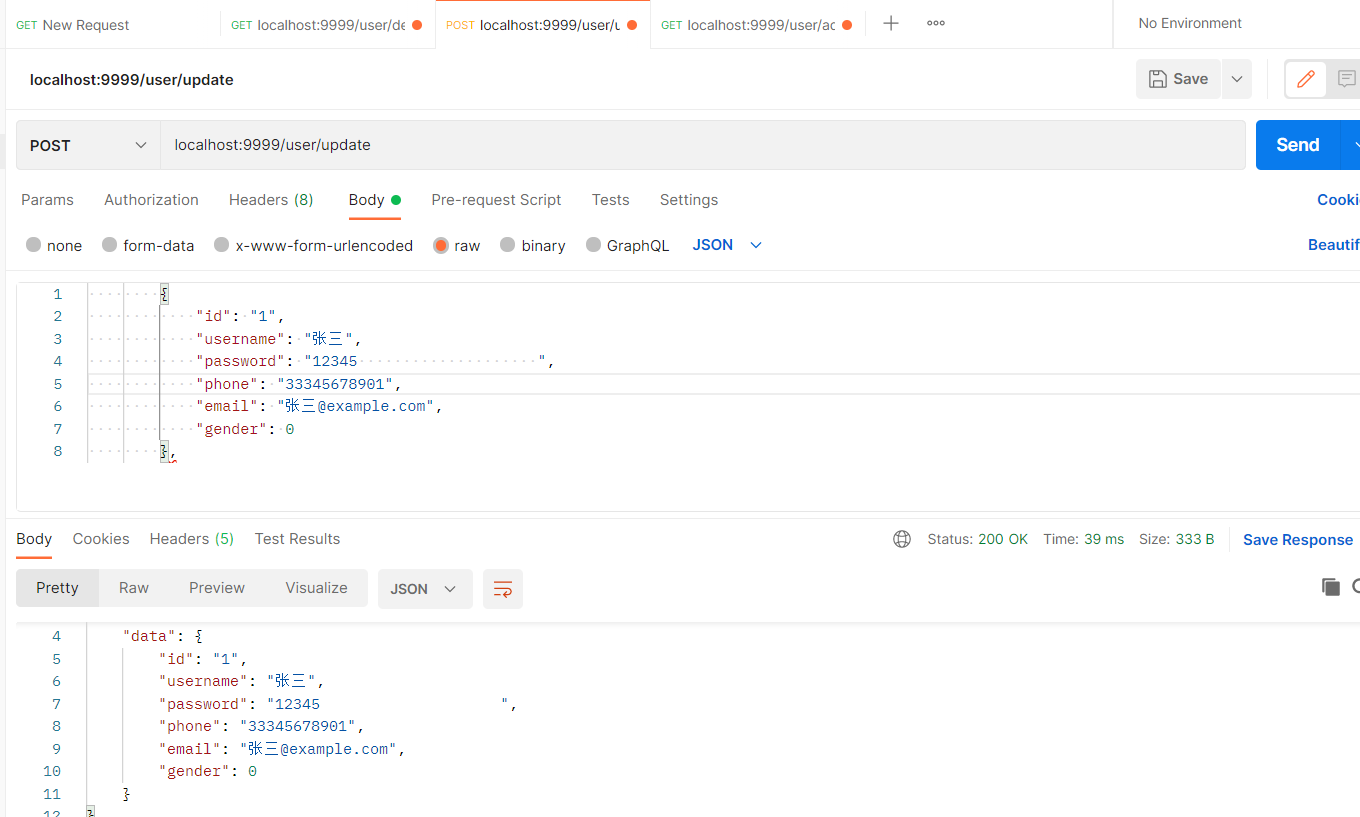 GET New Request GET localhost:9999/user/de POST localhost:9999/user/u GET localhost:9999/user/ac No Environment
localhost:9999/user/update Save
POST localhost:9999/user/update Send
Params Authorization Headers (8) Body Pre-request Script Tests Settings Cooki
none form-data x-www-form-urlencoded raw binary GraphQL JSON Beautif
1 {
2 "id": "1",
3 "username": "张三",
4 "password": "12345                    ",
5 "phone": "33345678901",
6 "email": "张三@example.com",
7 "gender": 0
8 },
Body Cookies Headers (5) Test Results Status: 200 OK Time: 39 ms Size: 333 B Save Response
Pretty Raw Preview Visualize JSON
4 "data": {
5 "id": "1",
6 "username": "张三",
7 "password": "12345                    ",
8 "phone": "33345678901",
9 "email": "张三@example.com",
10 "gender": 0
11 }
12 }